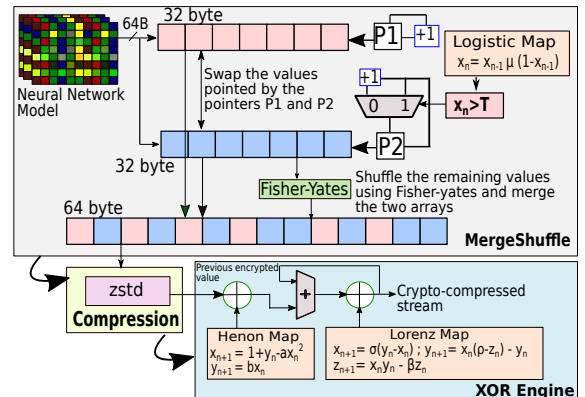 32 byte
64B
P1
+1
Logistic Map
xn= xn-1 μ (1-xn-1)
Neural Network
Model
Swap the values
pointed by the
pointers P1 and P2
+1
0 1
xn>T
P2
32 byte
Fisher-Yates
Shuffle the remaining values
using Fisher-yates and merge
the two arrays
64 byte
MergeShuffle
zstd
Compression
Previous encrypted
value
+
Crypto-compressed
stream
Henon Map
xn+1 = 1+yn-axn2
yn+1 = bxn
Lorenz Map
xn+1 = σ(yn-xn) ; yn+1 = xn(ρ-zn) - yn
zn+1 = xnyn - βzn
XOR Engine